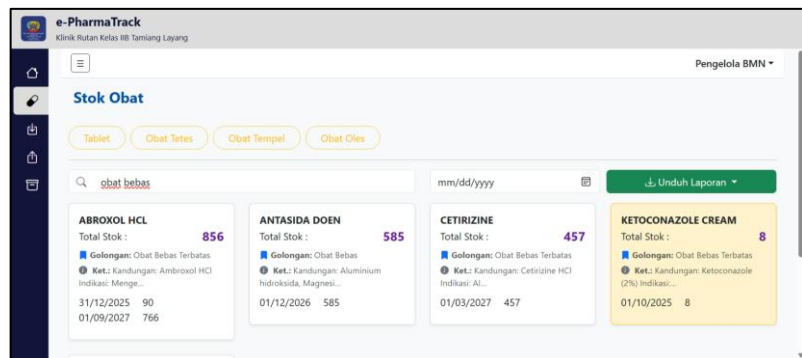 e-PharmaTrack
Klinik Rutan Kelas IIB Tamiang Layang
Pengelola BMN
Stok Obat
Tablet
Obat Tetes
Obat Tempel
Obat Oles
obat bebas
mm/dd/yyyy
Unduh Laporan
ABROXOL HCL
Total Stok : 856
Golongan: Obat Bebas Terbatas
Ket.: Kandungan: Ambroxol HCl
Indikasi: Menge...
31/12/2025 90
01/09/2027 766
ANTASIDA DOEN
Total Stok : 585
Golongan: Obat Bebas
Ket.: Kandungan: Aluminium
hidroksida, Magnesi...
01/12/2026 585
CETIRIZINE
Total Stok : 457
Golongan: Obat Bebas Terbatas
Ket.: Kandungan: Cetirizine HCl
Indikasi: Al...
01/03/2027 457
KETOCONAZOLE CREAM
Total Stok : 8
Golongan: Obat Bebas Terbatas
Ket.: Kandungan: Ketoconazole
(2%) Indikasi:...
01/10/2025 8